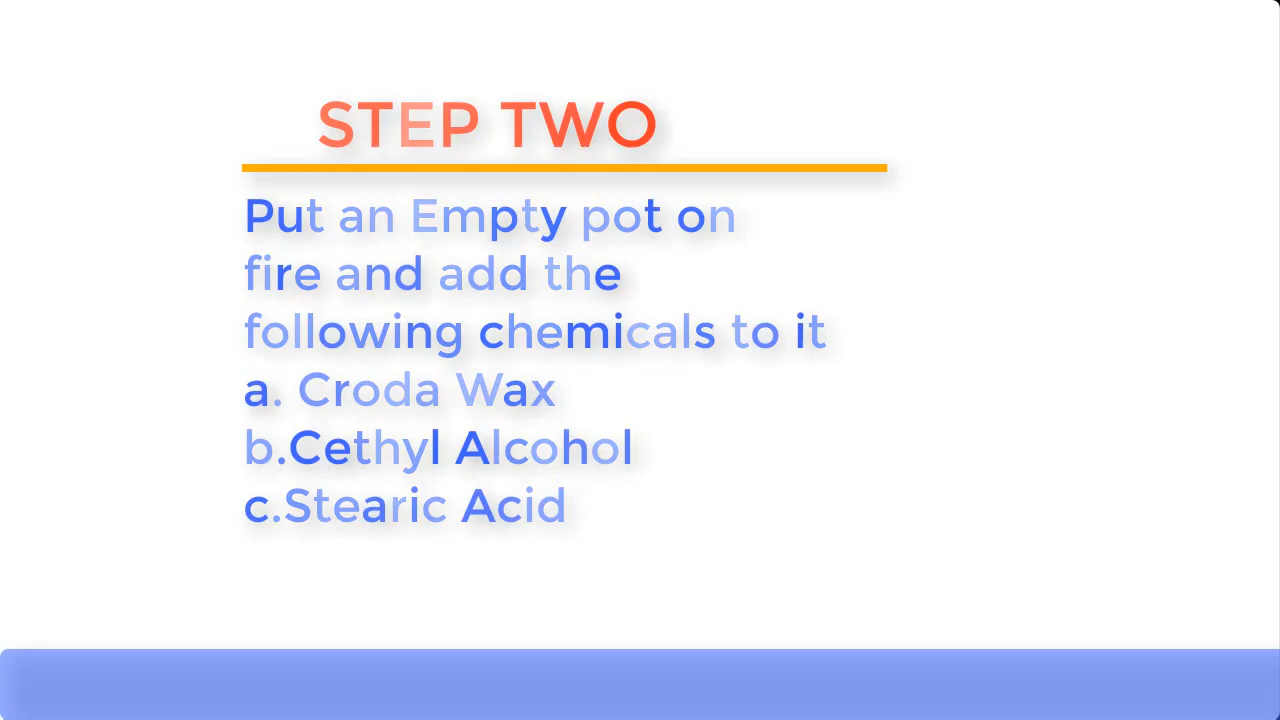 STEP TWO
Put an Empty pot on
fire and add the
following chemicals to it
a. Croda Wax
b.Cethyl Alcohol
c.Stearic Acid